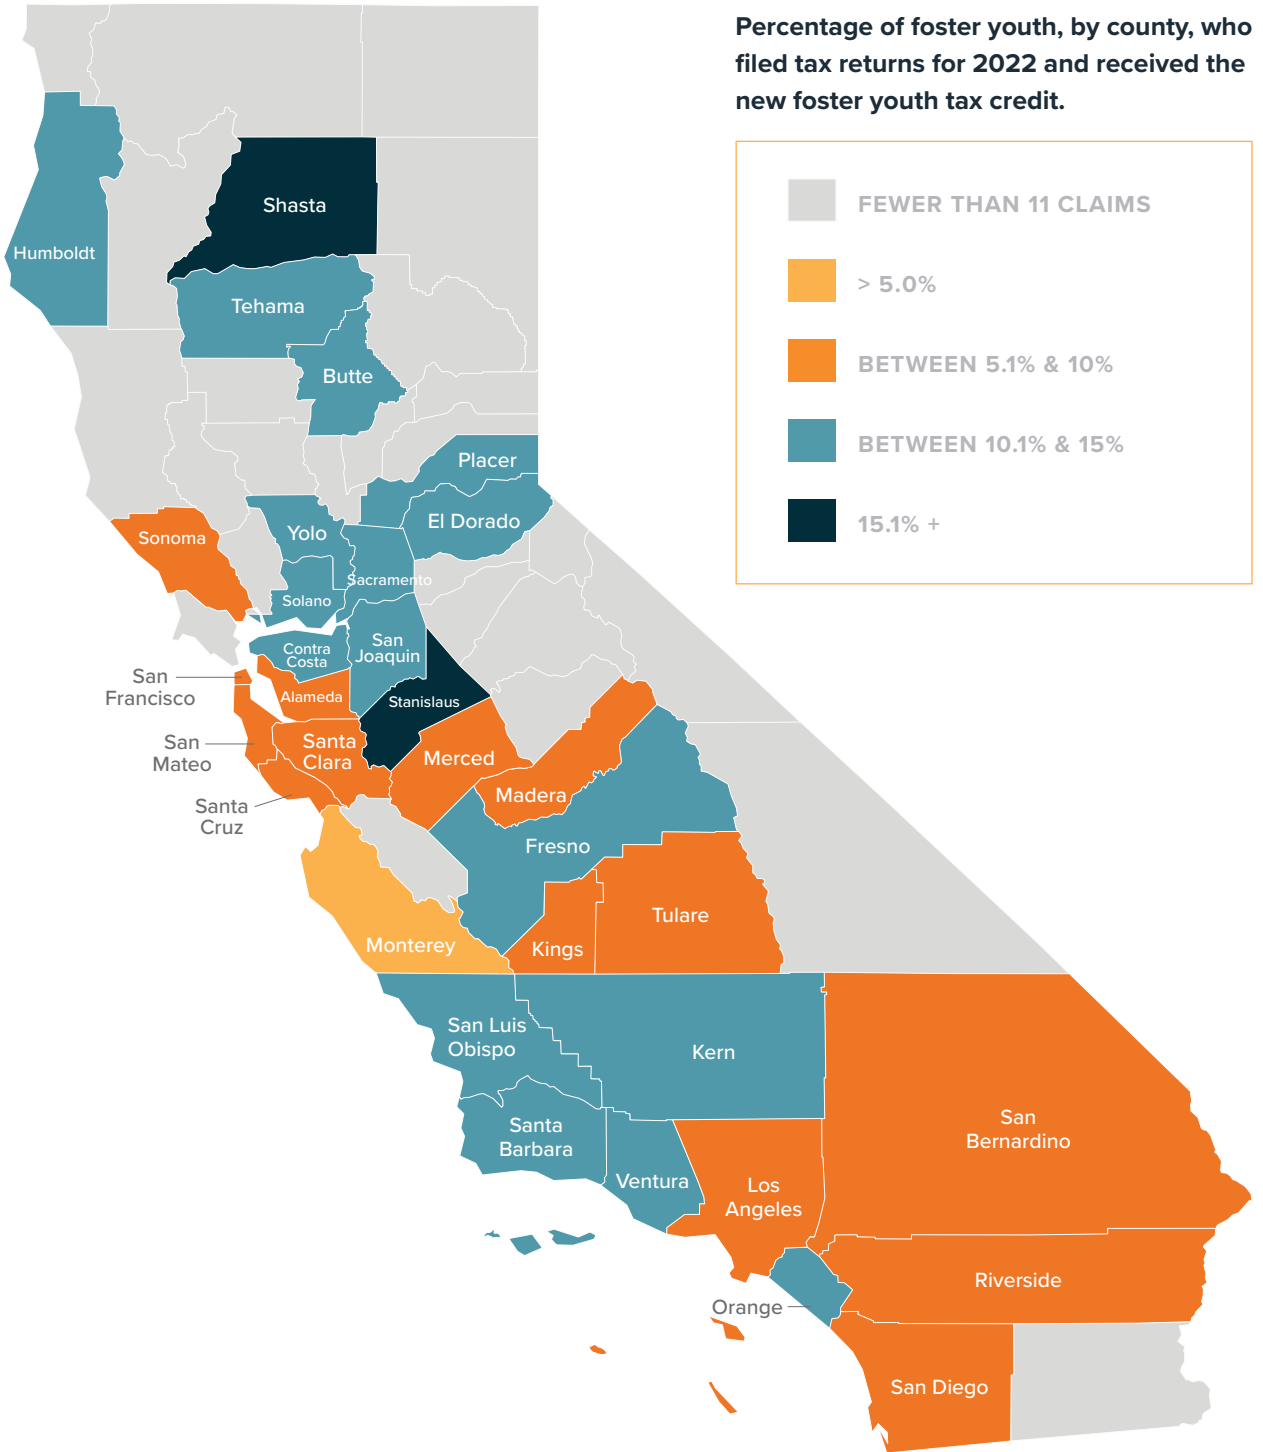 Percentage of foster youth, by county, who
filed tax returns for 2022 and received the
new foster youth tax credit.
FEWER THAN 11 CLAIMS
> 5.0%
BETWEEN 5.1% & 10%
BETWEEN 10.1% & 15%
15.1% +
Shasta
Humboldt
Tehama
Butte
Placer
El Dorado
Sonoma
Yolo
Sacramento
Solano
San
Joaquin
Contra
Costa
San
Francisco
Alameda
Stanislaus
San
Mateo
Santa
Clara
Merced
Santa
Cruz
Madera
Fresno
Tulare
Monterey
Kings
San Luis
Obispo
Kern
Santa
Barbara
San
Bernardino
Ventura
Los
Angeles
Riverside
Orange
San Diego